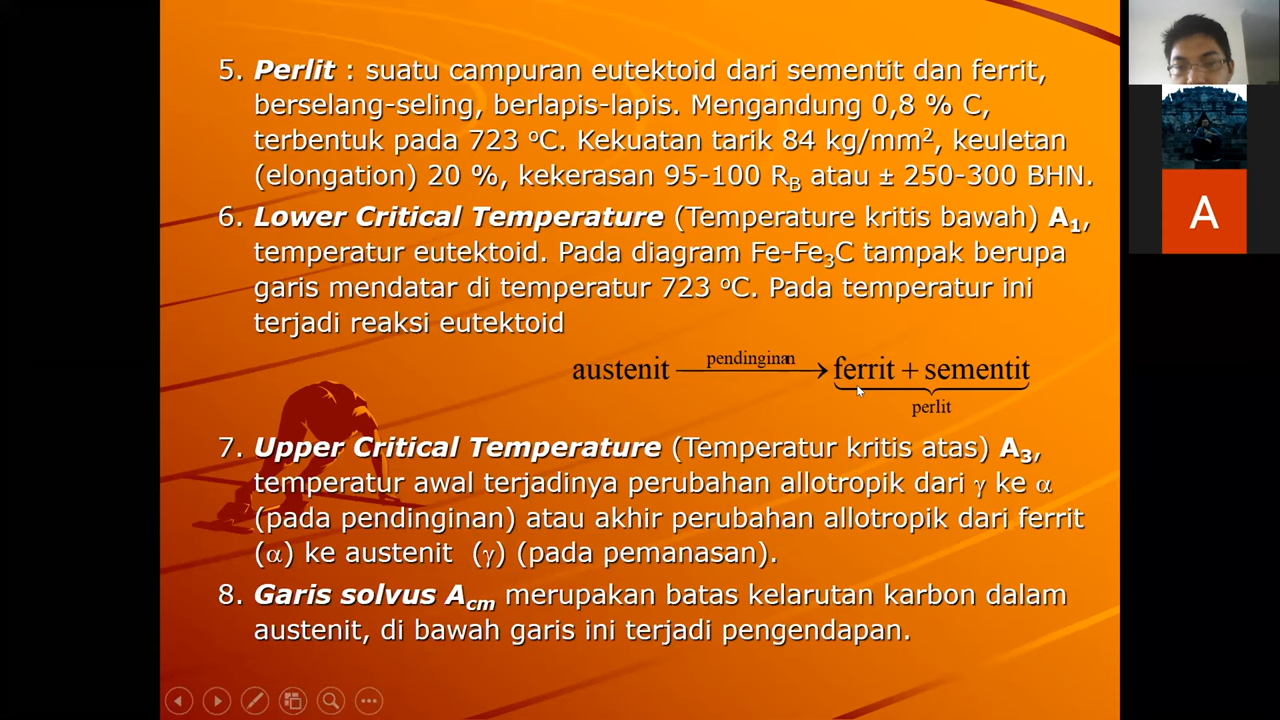 5. Perlit : suatu campuran eutektoid dari sementit dan ferrit,
berselang-seling, berlapis-lapis. Mengandung 0,8 % C,
terbentuk pada 723 °C. Kekuatan tarik 84 kg/mm², keuletan
(elongation) 20 %, kekerasan 95-100 R_B atau ± 250-300 BHN.
6. Lower Critical Temperature (Temperature kritis bawah) A₁,
temperatur eutektoid. Pada diagram Fe-Fe₃C tampak berupa
garis mendatar di temperatur 723 °C. Pada temperatur ini
terjadi reaksi eutektoid
austenit pendinginan → ferrit + sementit
perlit
7. Upper Critical Temperature (Temperatur kritis atas) A₃,
temperatur awal terjadinya perubahan allotropik dari γ ke α
(pada pendinginan) atau akhir perubahan allotropik dari ferrit
(α) ke austenit (γ) (pada pemanasan).
8. Garis solvus A_cm merupakan batas kelarutan karbon dalam
austenit, di bawah garis ini terjadi pengendapan.
A